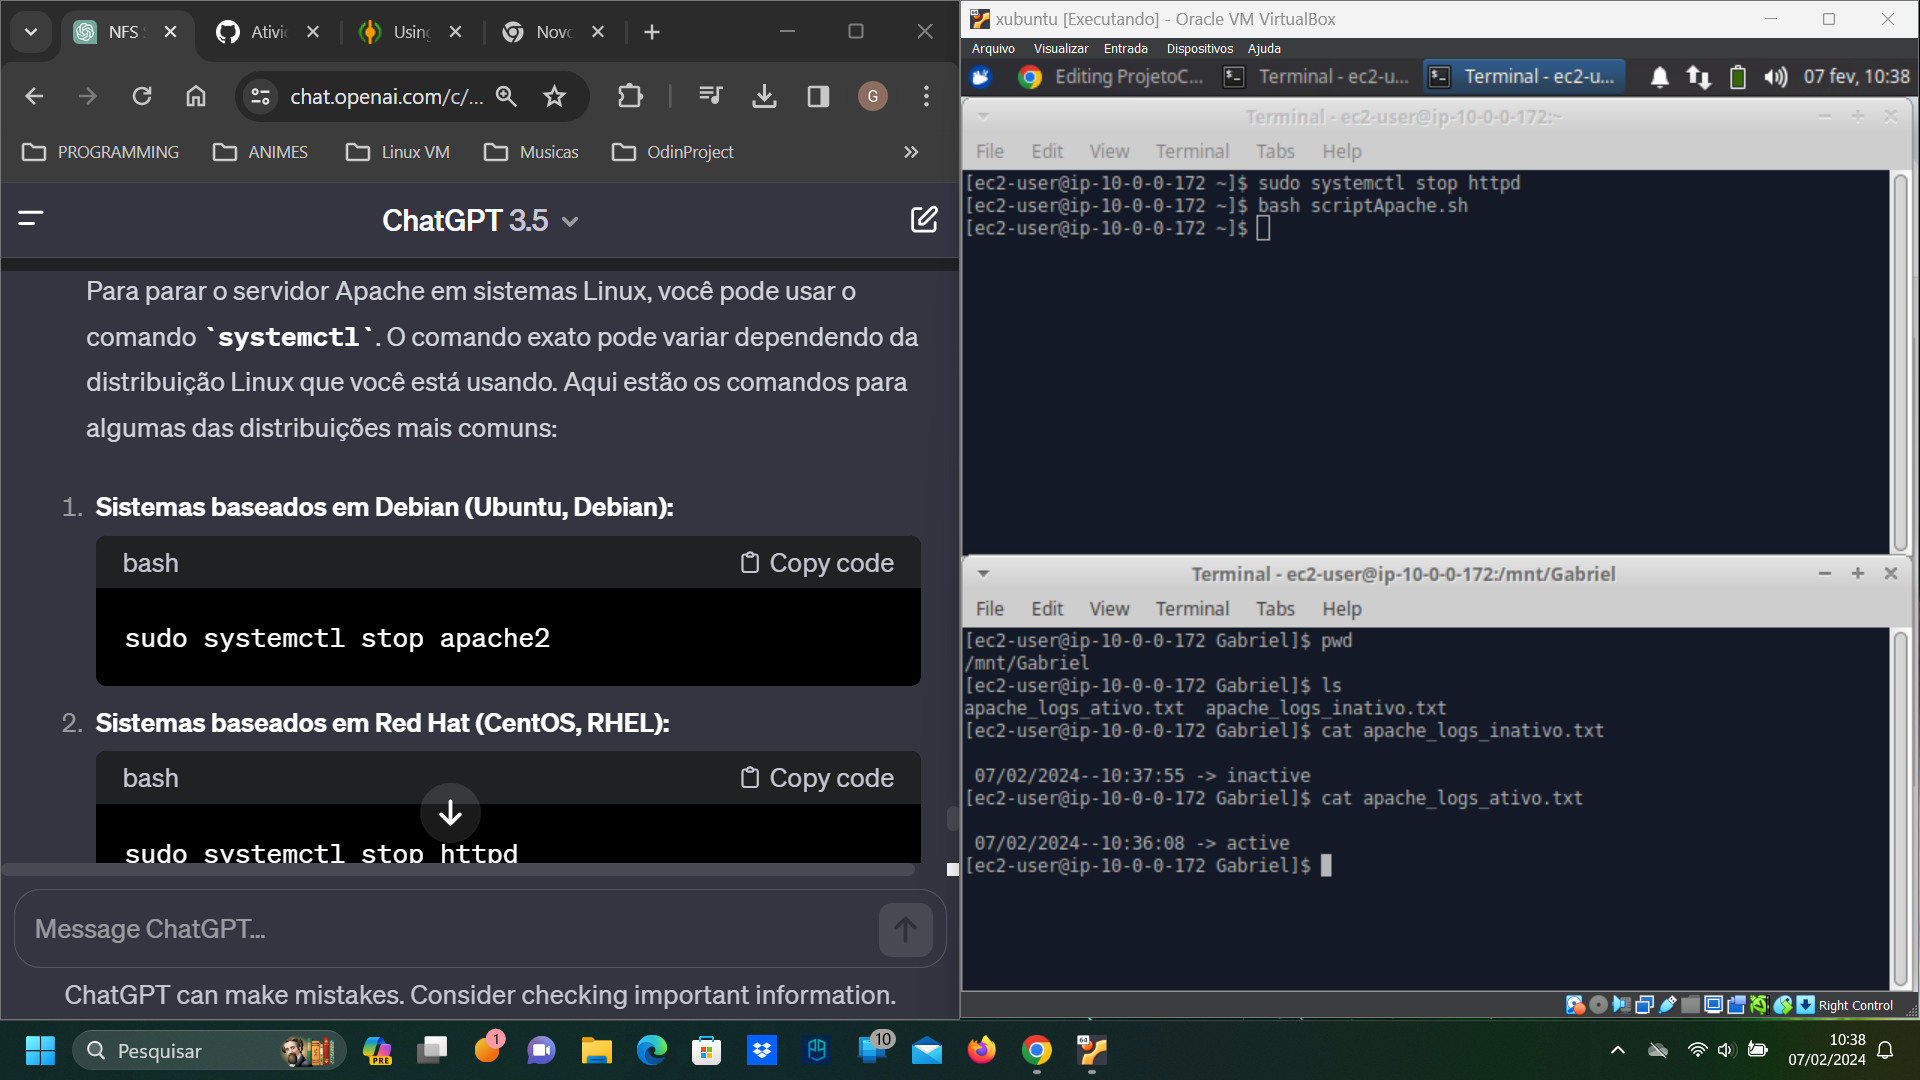 NFS
Ativi
Using
Novo
chat.openai.com/c/...
G
PROGRAMMING
ANIMES
Linux VM
Musicas
OdinProject
»
ChatGPT 3.5
Para parar o servidor Apache em sistemas Linux, você pode usar o
comando `systemctl`. O comando exato pode variar dependendo da
distribuição Linux que você está usando. Aqui estão os comandos para
algumas das distribuições mais comuns:
1. Sistemas baseados em Debian (Ubuntu, Debian):
bash
Copy code
sudo systemctl stop apache2
2. Sistemas baseados em Red Hat (CentOS, RHEL):
bash
Copy code
sudo systemctl stop httpd
Message ChatGPT...
ChatGPT can make mistakes. Consider checking important information.
xubuntu [Executando] - Oracle VM VirtualBox
Arquivo Visualizar Entrada Dispositivos Ajuda
Editing ProjetoC...
Terminal - ec2-u...
Terminal - ec2-u...
07 fev, 10:38
Terminal - ec2-user@ip-10-0-0-172:~
File Edit View Terminal Tabs Help
[ec2-user@ip-10-0-0-172 ~]$ sudo systemctl stop httpd
[ec2-user@ip-10-0-0-172 ~]$ bash scriptApache.sh
[ec2-user@ip-10-0-0-172 ~]$
Terminal - ec2-user@ip-10-0-0-172:/mnt/Gabriel
File Edit View Terminal Tabs Help
[ec2-user@ip-10-0-0-172 Gabriel]$ pwd
/mnt/Gabriel
[ec2-user@ip-10-0-0-172 Gabriel]$ ls
apache_logs_ativo.txt apache_logs_inativo.txt
[ec2-user@ip-10-0-0-172 Gabriel]$ cat apache_logs_inativo.txt
07/02/2024--10:37:55 -> inactive
[ec2-user@ip-10-0-0-172 Gabriel]$ cat apache_logs_ativo.txt
07/02/2024--10:36:08 -> active
[ec2-user@ip-10-0-0-172 Gabriel]$
Right Control
Pesquisar
PRE
1
10
64
10:38
07/02/2024